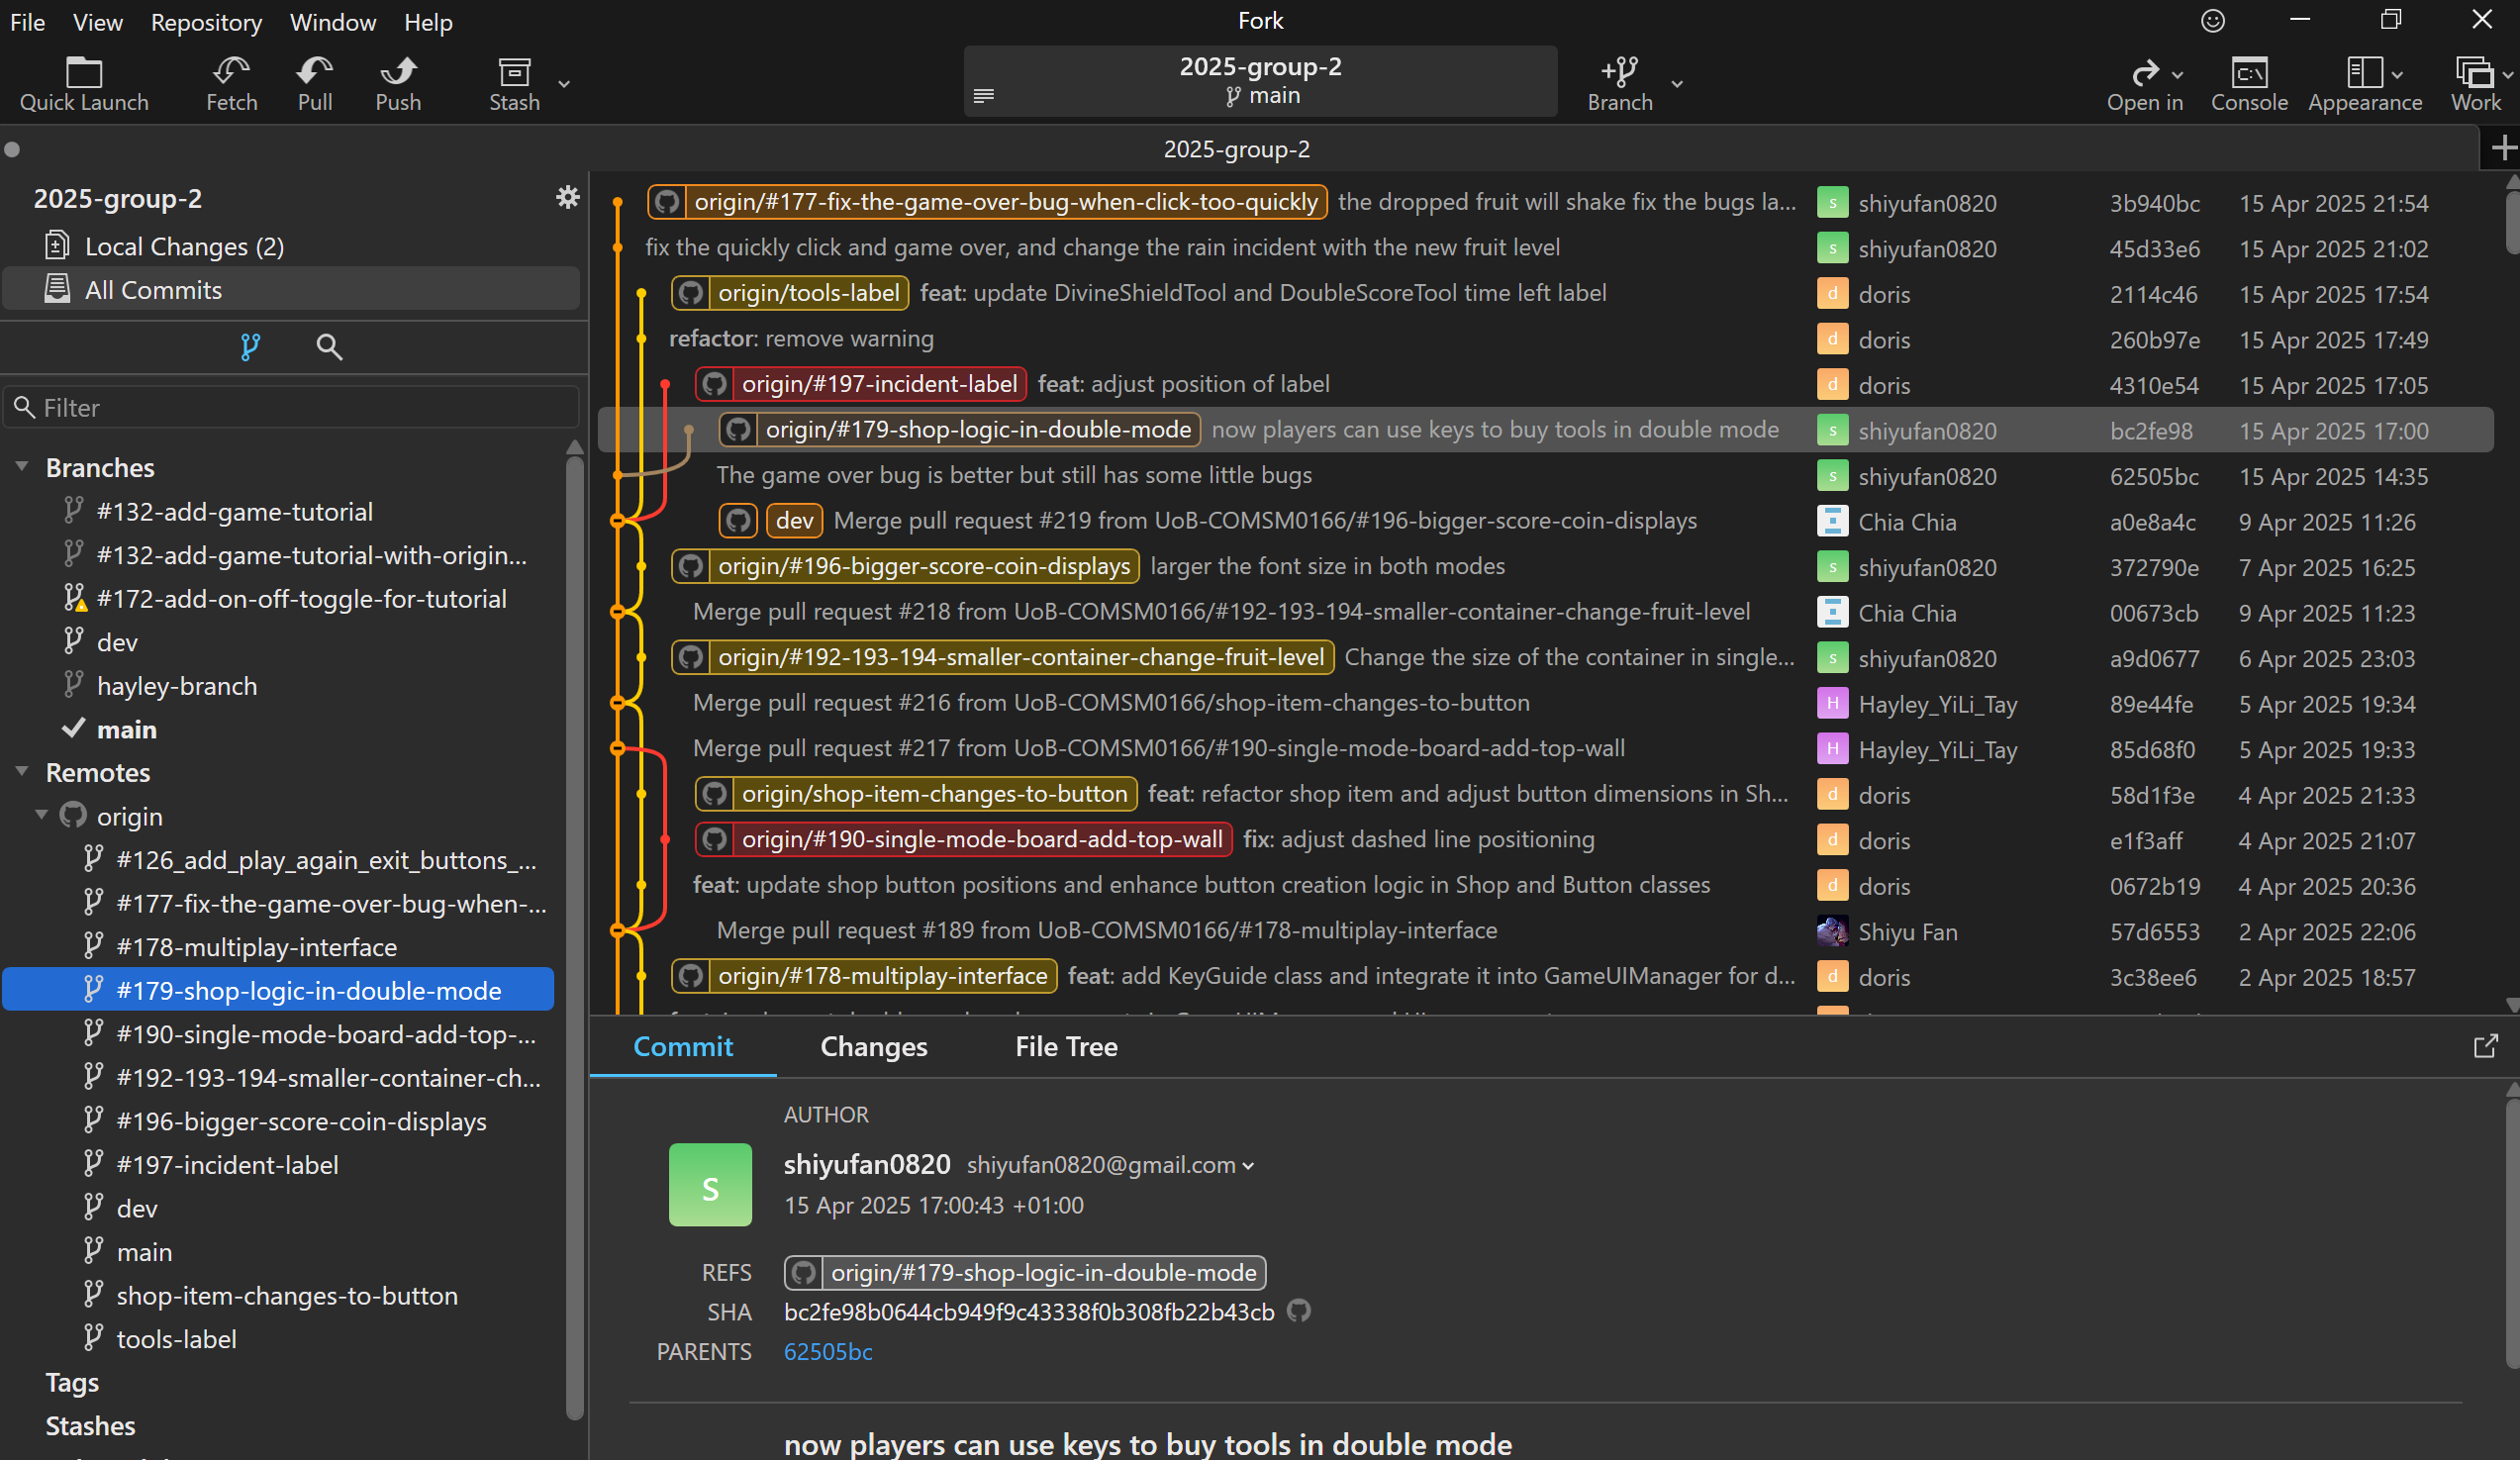 File View Repository Window Help
Fork
Quick Launch Fetch Pull Push Stash
2025-group-2
main
Branch
Open in Console Appearance Work
2025-group-2
2025-group-2
Local Changes (2)
All Commits
Filter
Branches
#132-add-game-tutorial
#132-add-game-tutorial-with-origin...
#172-add-on-off-toggle-for-tutorial
dev
hayley-branch
main
Remotes
origin
#126_add_play_again_exit_buttons_...
#177-fix-the-game-over-bug-when-...
#178-multiplay-interface
#179-shop-logic-in-double-mode
#190-single-mode-board-add-top-...
#192-193-194-smaller-container-ch...
#196-bigger-score-coin-displays
#197-incident-label
dev
main
shop-item-changes-to-button
tools-label
Tags
Stashes
origin/#177-fix-the-game-over-bug-when-click-too-quickly the dropped fruit will shake fix the bugs la... s shiyufan0820 3b940bc 15 Apr 2025 21:54
fix the quickly click and game over, and change the rain incident with the new fruit level s shiyufan0820 45d33e6 15 Apr 2025 21:02
origin/tools-label feat: update DivineShieldTool and DoubleScoreTool time left label d doris 2114c46 15 Apr 2025 17:54
refactor: remove warning d doris 260b97e 15 Apr 2025 17:49
origin/#197-incident-label feat: adjust position of label d doris 4310e54 15 Apr 2025 17:05
origin/#179-shop-logic-in-double-mode now players can use keys to buy tools in double mode s shiyufan0820 bc2fe98 15 Apr 2025 17:00
The game over bug is better but still has some little bugs s shiyufan0820 62505bc 15 Apr 2025 14:35
dev Merge pull request #219 from UoB-COMSM0166/#196-bigger-score-coin-displays Chia Chia a0e8a4c 9 Apr 2025 11:26
origin/#196-bigger-score-coin-displays larger the font size in both modes s shiyufan0820 372790e 7 Apr 2025 16:25
Merge pull request #218 from UoB-COMSM0166/#192-193-194-smaller-container-change-fruit-level Chia Chia 00673cb 9 Apr 2025 11:23
origin/#192-193-194-smaller-container-change-fruit-level Change the size of the container in single... s shiyufan0820 a9d0677 6 Apr 2025 23:03
Merge pull request #216 from UoB-COMSM0166/shop-item-changes-to-button H Hayley_YiLi_Tay 89e44fe 5 Apr 2025 19:34
Merge pull request #217 from UoB-COMSM0166/#190-single-mode-board-add-top-wall H Hayley_YiLi_Tay 85d68f0 5 Apr 2025 19:33
origin/shop-item-changes-to-button feat: refactor shop item and adjust button dimensions in Sh... d doris 58d1f3e 4 Apr 2025 21:33
origin/#190-single-mode-board-add-top-wall fix: adjust dashed line positioning d doris e1f3aff 4 Apr 2025 21:07
feat: update shop button positions and enhance button creation logic in Shop and Button classes d doris 0672b19 4 Apr 2025 20:36
Merge pull request #189 from UoB-COMSM0166/#178-multiplay-interface Shiyu Fan 57d6553 2 Apr 2025 22:06
origin/#178-multiplay-interface feat: add KeyGuide class and integrate it into GameUIManager for d... d doris 3c38ee6 2 Apr 2025 18:57
Commit Changes File Tree
AUTHOR
S
shiyufan0820 shiyufan0820@gmail.com
15 Apr 2025 17:00:43 +01:00
REFS origin/#179-shop-logic-in-double-mode
SHA bc2fe98b0644cb949f9c43338f0b308fb22b43cb
PARENTS 62505bc
now players can use keys to buy tools in double mode